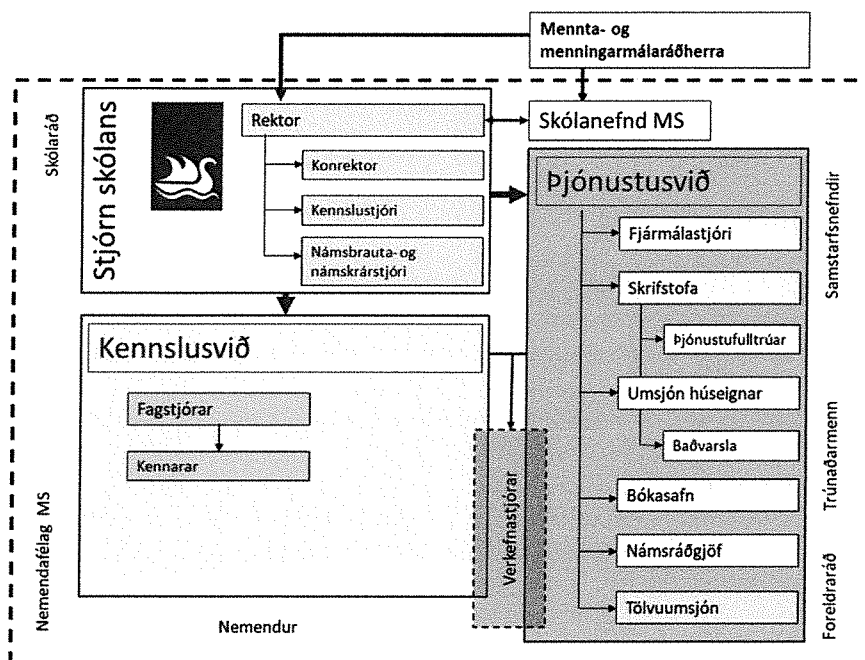 Mennta- og
menningarmálaráðherra
Skólaráð
Stjórn skólans
Rektor
Konrektor
Kennslustjóri
Námsbrauta- og
námskrárstjóri
Skólanefnd MS
Þjónustusvið
Fjármálastjóri
Skrifstofa
Þjónustufulltrúar
Umsjón húseignar
Baðvarsla
Bókasafn
Námsráðgjöf
Tölvuumsjón
Samstarfsnefndir
Trúnaðarmenn
Foreldraráð
Kennslusvið
Fagstjórar
Kennarar
Verkefnastjórar
Nemendafélag MS
Nemendur